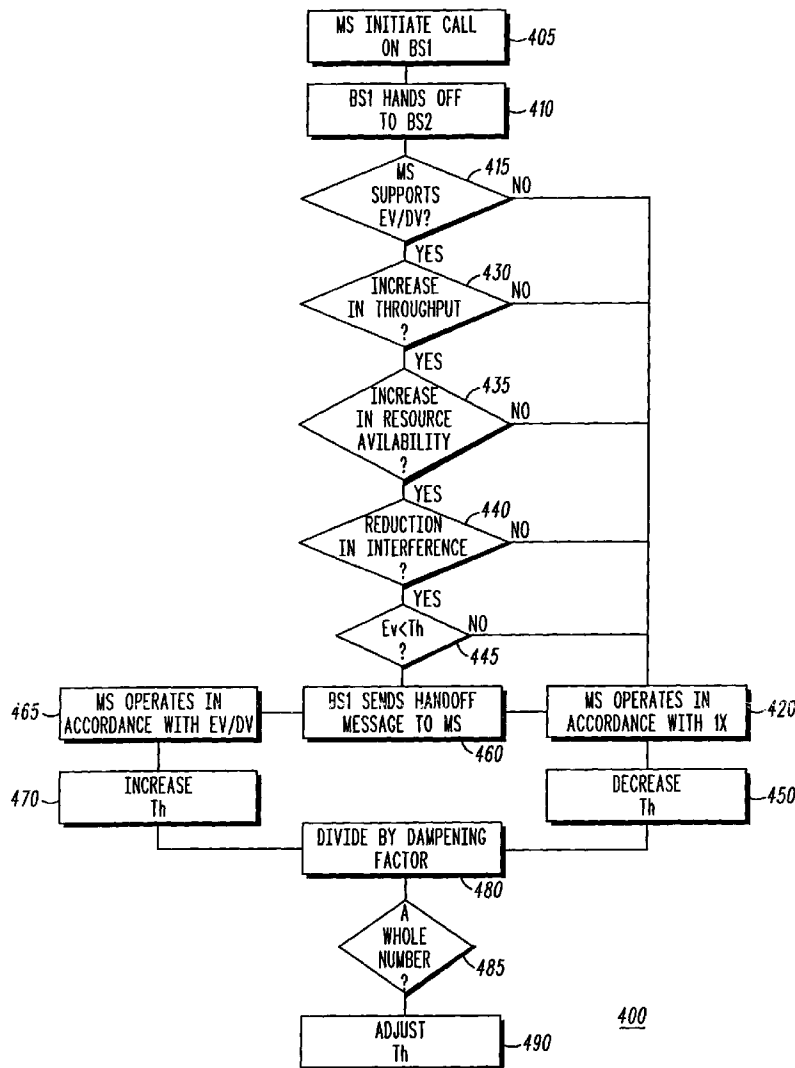 MS INITIATE CALL
ON BS1
405
BS1 HANDS OFF
TO BS2
410
MS
SUPPORTS
EV/DV?
415
NO
YES
INCREASE
IN THROUGHPUT
?
430
NO
YES
INCREASE
IN RESOURCE
AVILABILITY
?
435
NO
YES
REDUCTION
IN INTERFERENCE
?
440
NO
YES
Ev<Th
?
NO
445
465
MS OPERATES IN
ACCORDANCE WITH EV/DV
BS1 SENDS HANDOFF
MESSAGE TO MS
460
MS OPERATES IN
ACCORDANCE WITH 1X
420
470
INCREASE
Th
DECREASE
Th
450
DIVIDE BY DAMPENING
FACTOR
480
A
WHOLE
NUMBER
?
485
ADJUST
Th
490
400